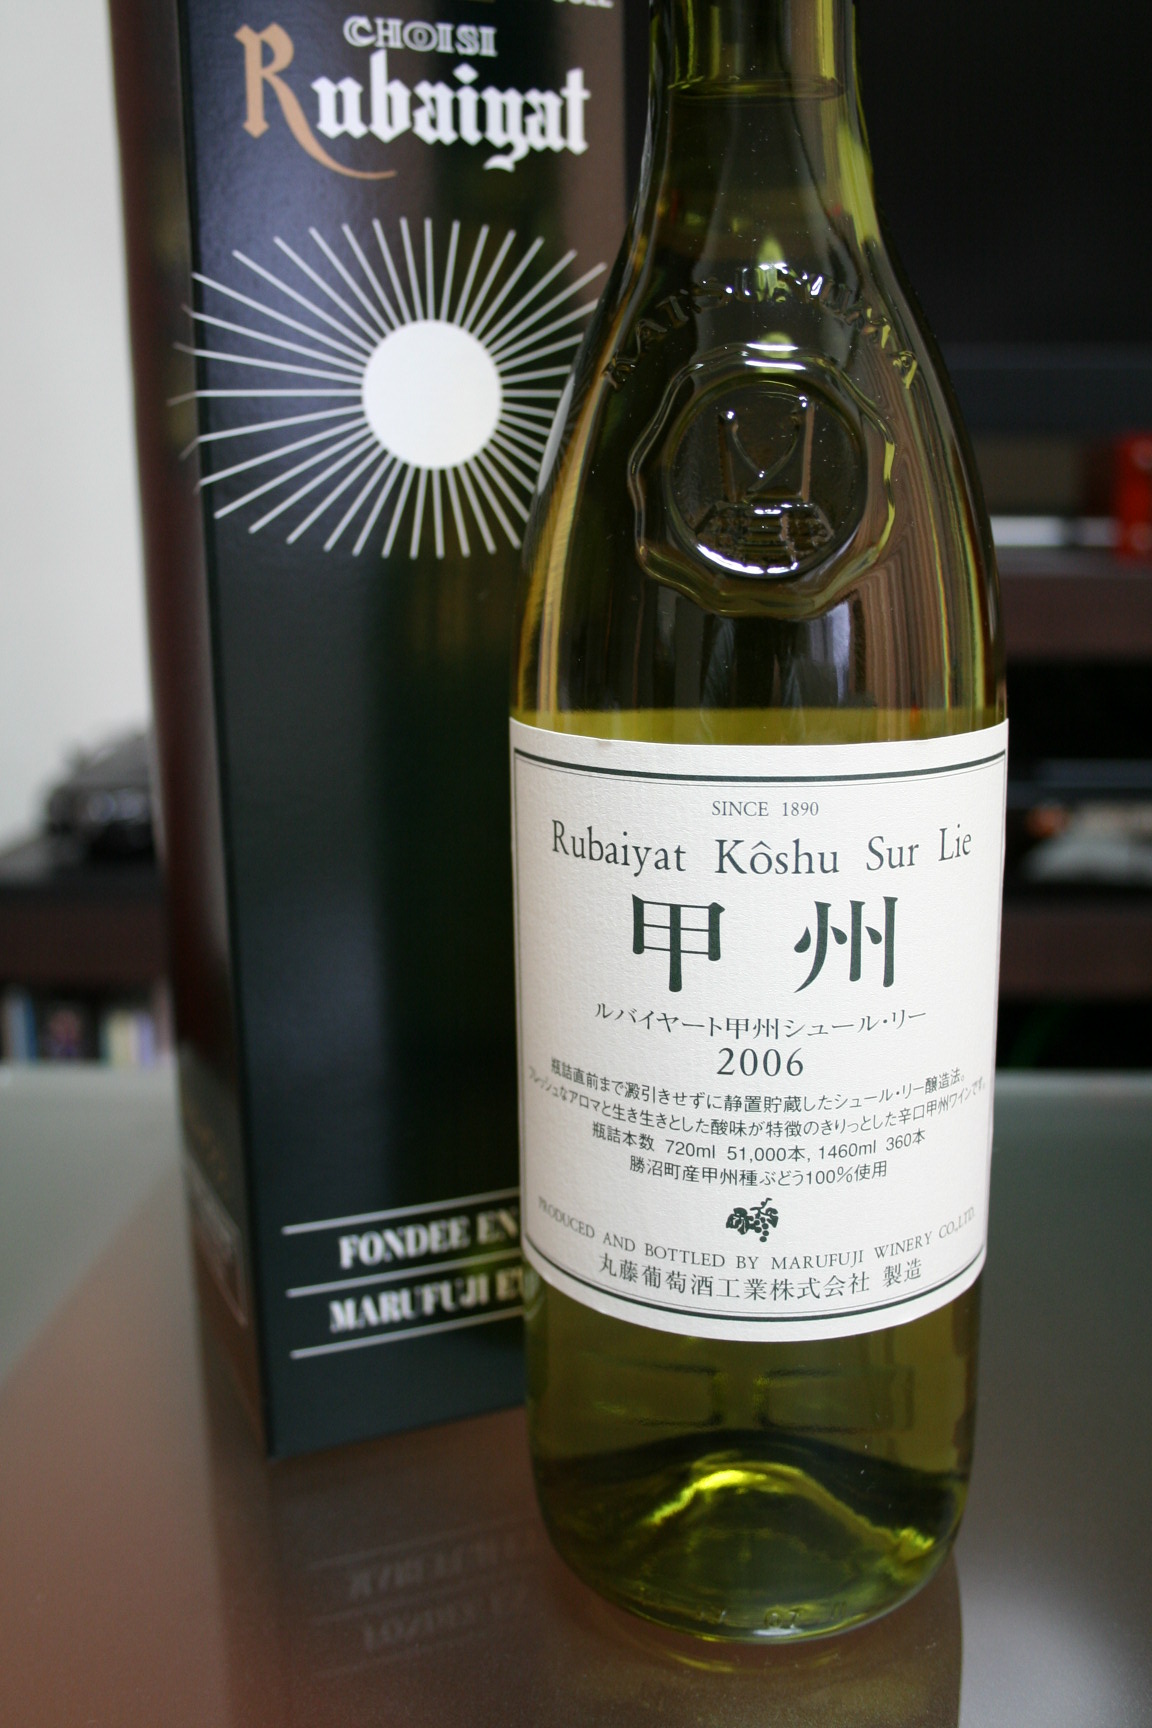 CHOISI
Rubaiyat
FONDEE EN
MARUFUJI
KATSUNUMA
SINCE 1890
Rubaiyat Kôshu Sur Lie
甲州
ルバイヤート甲州シュール・リー
2006
瓶詰直前まで澱引きせずに静置貯蔵したシュール・リー醸造法。
フレッシュなアロマと生き生きとした酸味が特徴のきりっとした辛口甲州ワインです。
瓶詰本数 720ml 51,000本, 1460ml 360本
勝沼町産甲州種ぶどう100%使用
PRODUCED AND BOTTLED BY MARUFUJI WINERY CO.,LTD.
丸藤葡萄酒工業株式会社 製造